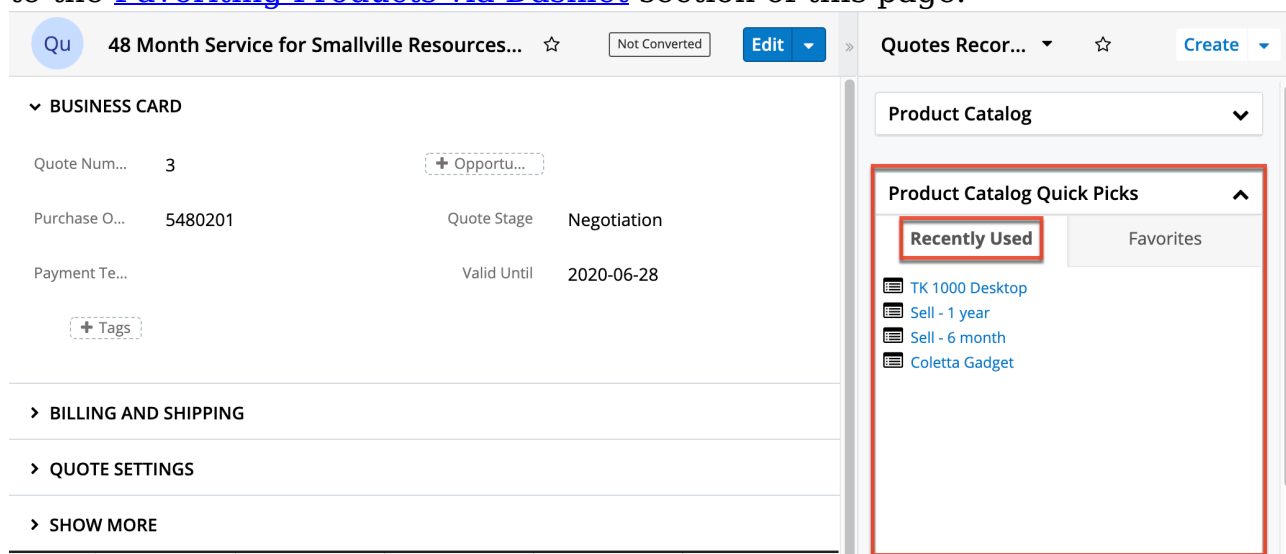 to the Favoriting Products via Dashlet section of this page.
Qu 48 Month Service for Smallville Resources... Not Converted Edit
BUSINESS CARD
Quote Num... 3 + Opportu...
Purchase O... 5480201 Quote Stage Negotiation
Payment Te... Valid Until 2020-06-28
+ Tags
BILLING AND SHIPPING
QUOTE SETTINGS
SHOW MORE
» Quotes Recor... Create
Product Catalog
Product Catalog Quick Picks
Recently Used Favorites
TK 1000 Desktop
Sell - 1 year
Sell - 6 month
Coletta Gadget